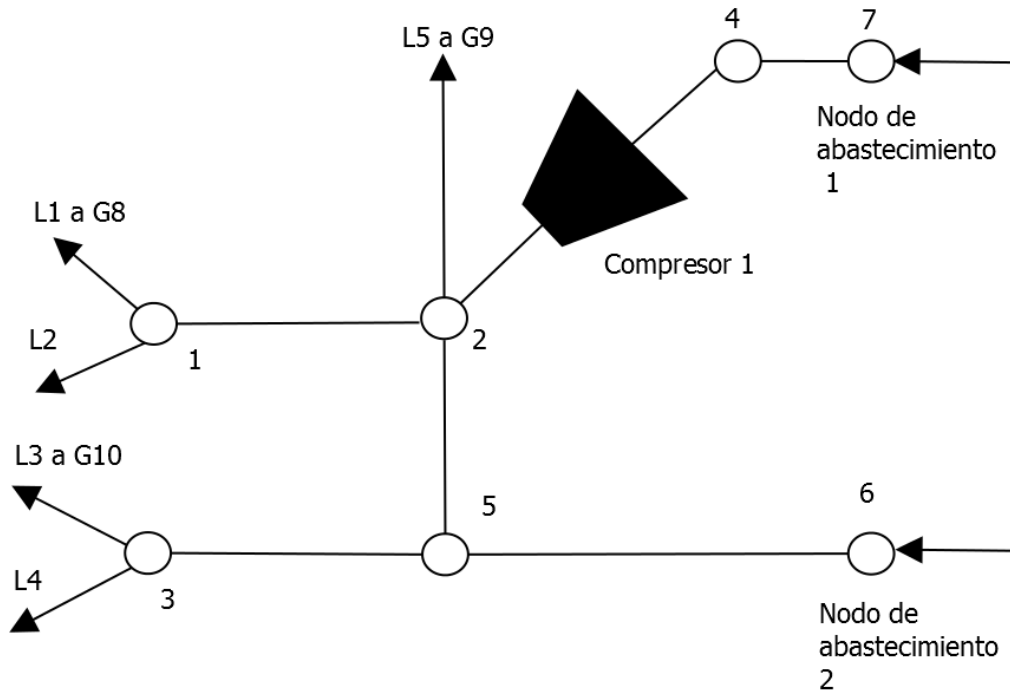 4
7
L5 a G9
Nodo de
abastecimiento
1
L1 a G8
Compresor 1
L2
2
1
L3 a G10
5
6
L4
3
Nodo de
abastecimiento
2